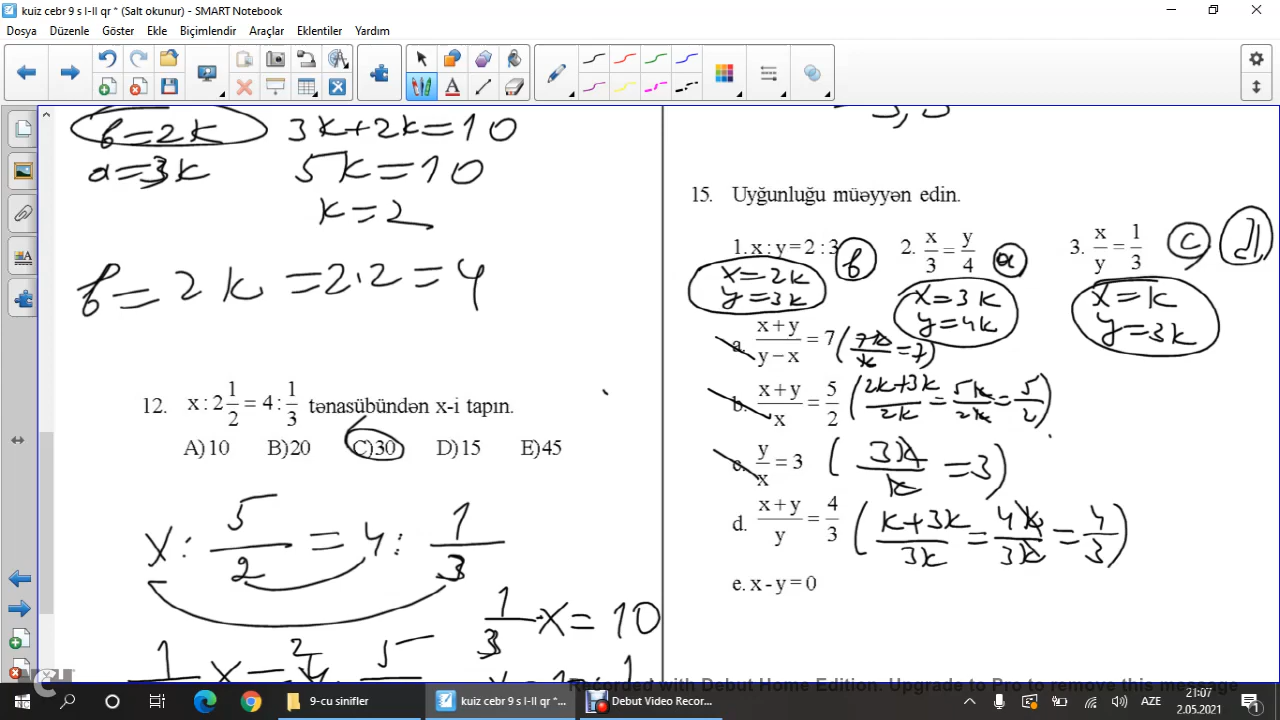 kuiz cebr 9 s I-II qr * (Salt okunur) - SMART Notebook
Dosya Düzenle Göster Ekle Biçimlendir Araçlar Eklentiler Yardım
b=2k 3k+2k=10
a=3k 5k=10
k=2
b=2k=2·2=4
12. x : 2 1/2 = 4 : 1/3 tənasübündən x-i tapın.
A)10 B)20 C)30 D)15 E)45
x : 5/2 = 4 : 1/3
1/3 x = 10
15. Uyğunluğu müəyyən edin.
1. x : y = 2 : 3 b 2. x/3 = y/4 a 3. x/y = 1/3 c d
x=2k x=3k x=k
y=3k y=4k y=3k
a. x+y/y−x = 7 (7k/k=7)
b. x+y/x = 5/2 (2k+3k/2k = 5k/2k = 5/2)
c. y/x = 3 (3k/k = 3)
d. x+y/y = 4/3 (k+3k/3k = 4k/3k = 4/3)
e. x - y = 0
Recorded with Debut Home Edition. Upgrade to Pro to remove this message
9-cu sinifler kuiz cebr 9 s I-II qr *... Debut Video Recor... AZE 21:07
2.05.2021